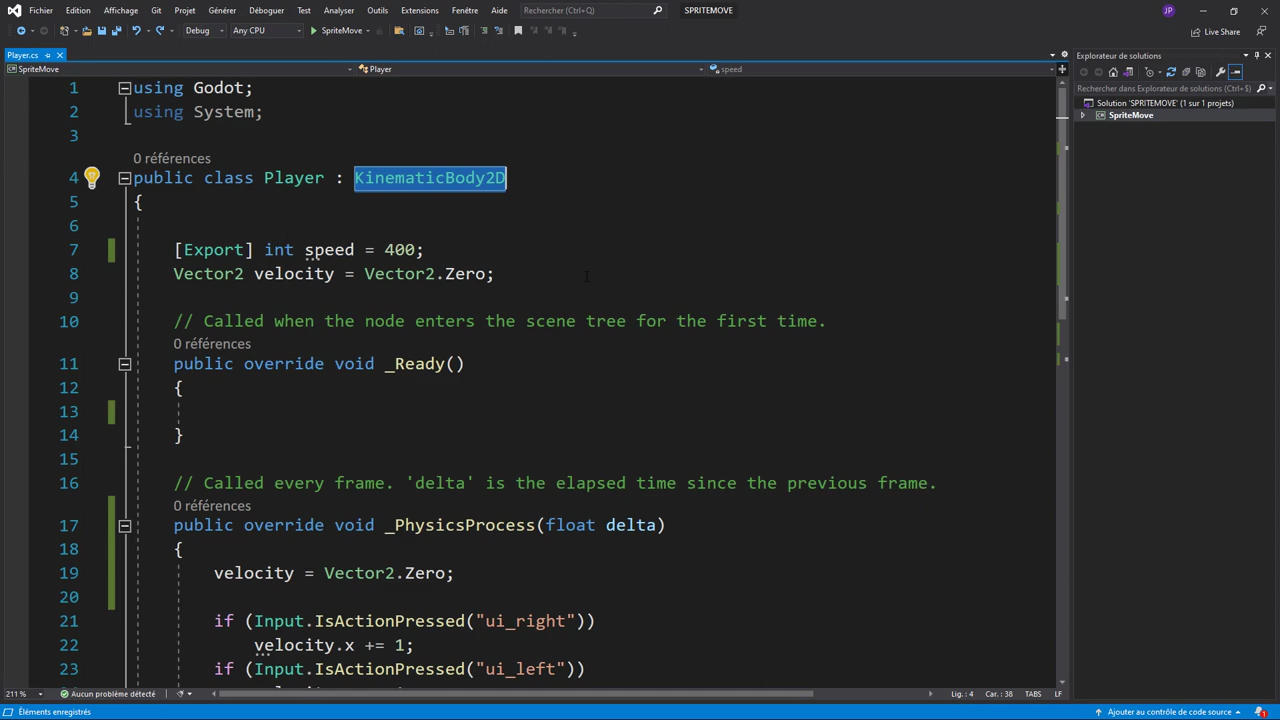 Fichier Edition Affichage Git Projet Générer Déboguer Test Analyser Outils Extensions Fenêtre Aide Rechercher (Ctrl+Q) SPRITEMOVE JP
Debug Any CPU SpriteMove Live Share
Player.cs
SpriteMove Player speed
1 using Godot;
2 using System;
3
0 références
4 public class Player : KinematicBody2D
5 {
6
7 [Export] int speed = 400;
8 Vector2 velocity = Vector2.Zero;
9
10 // Called when the node enters the scene tree for the first time.
0 références
11 public override void _Ready()
12 {
13
14 }
15
16 // Called every frame. 'delta' is the elapsed time since the previous frame.
0 références
17 public override void _PhysicsProcess(float delta)
18 {
19 velocity = Vector2.Zero;
20
21 if (Input.IsActionPressed("ui_right"))
22 velocity.x += 1;
23 if (Input.IsActionPressed("ui_left"))
211 % Aucun problème détecté Lig. : 4 Car. : 38 TABS LF
Éléments enregistrés Ajouter au contrôle de code source 1
Explorateur de solutions
Rechercher dans Explorateur de solutions (Ctrl+$)
Solution 'SPRITEMOVE' (1 sur 1 projets)
SpriteMove